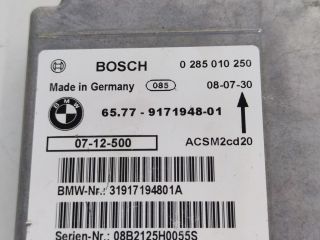 BOSCH 0 285 010 250
Made in Germany 085 08-07-30
BMW 65.77 - 9171948-01
07-12-500 ACSM2cd20
BMW-Nr.: 31917194801A
Serien-Nr.: 08B2125H0055S